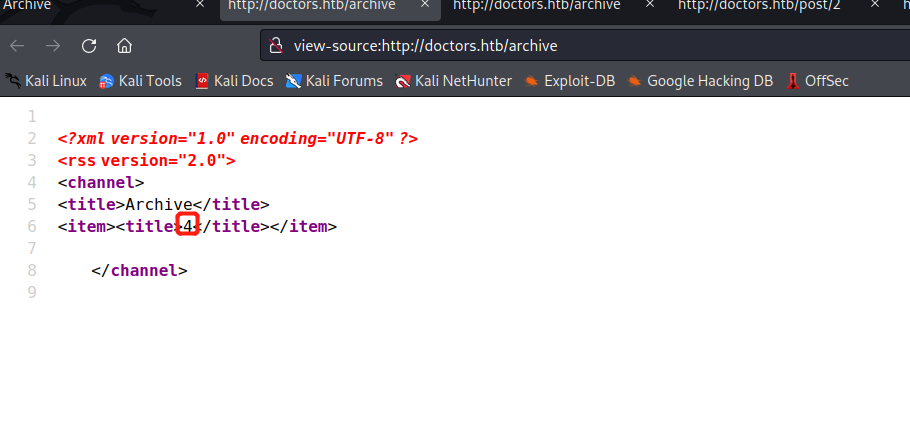 Archive × http://doctors.htb/archive × http://doctors.htb/archive × http://doctors.htb/post/2 × h
view-source:http://doctors.htb/archive
Kali Linux Kali Tools Kali Docs Kali Forums Kali NetHunter Exploit-DB Google Hacking DB OffSec
1
2 <?xml version="1.0" encoding="UTF-8" ?>
3 <rss version="2.0">
4 <channel>
5 <title>Archive</title>
6 <item><title>4</title></item>
7
8 </channel>
9